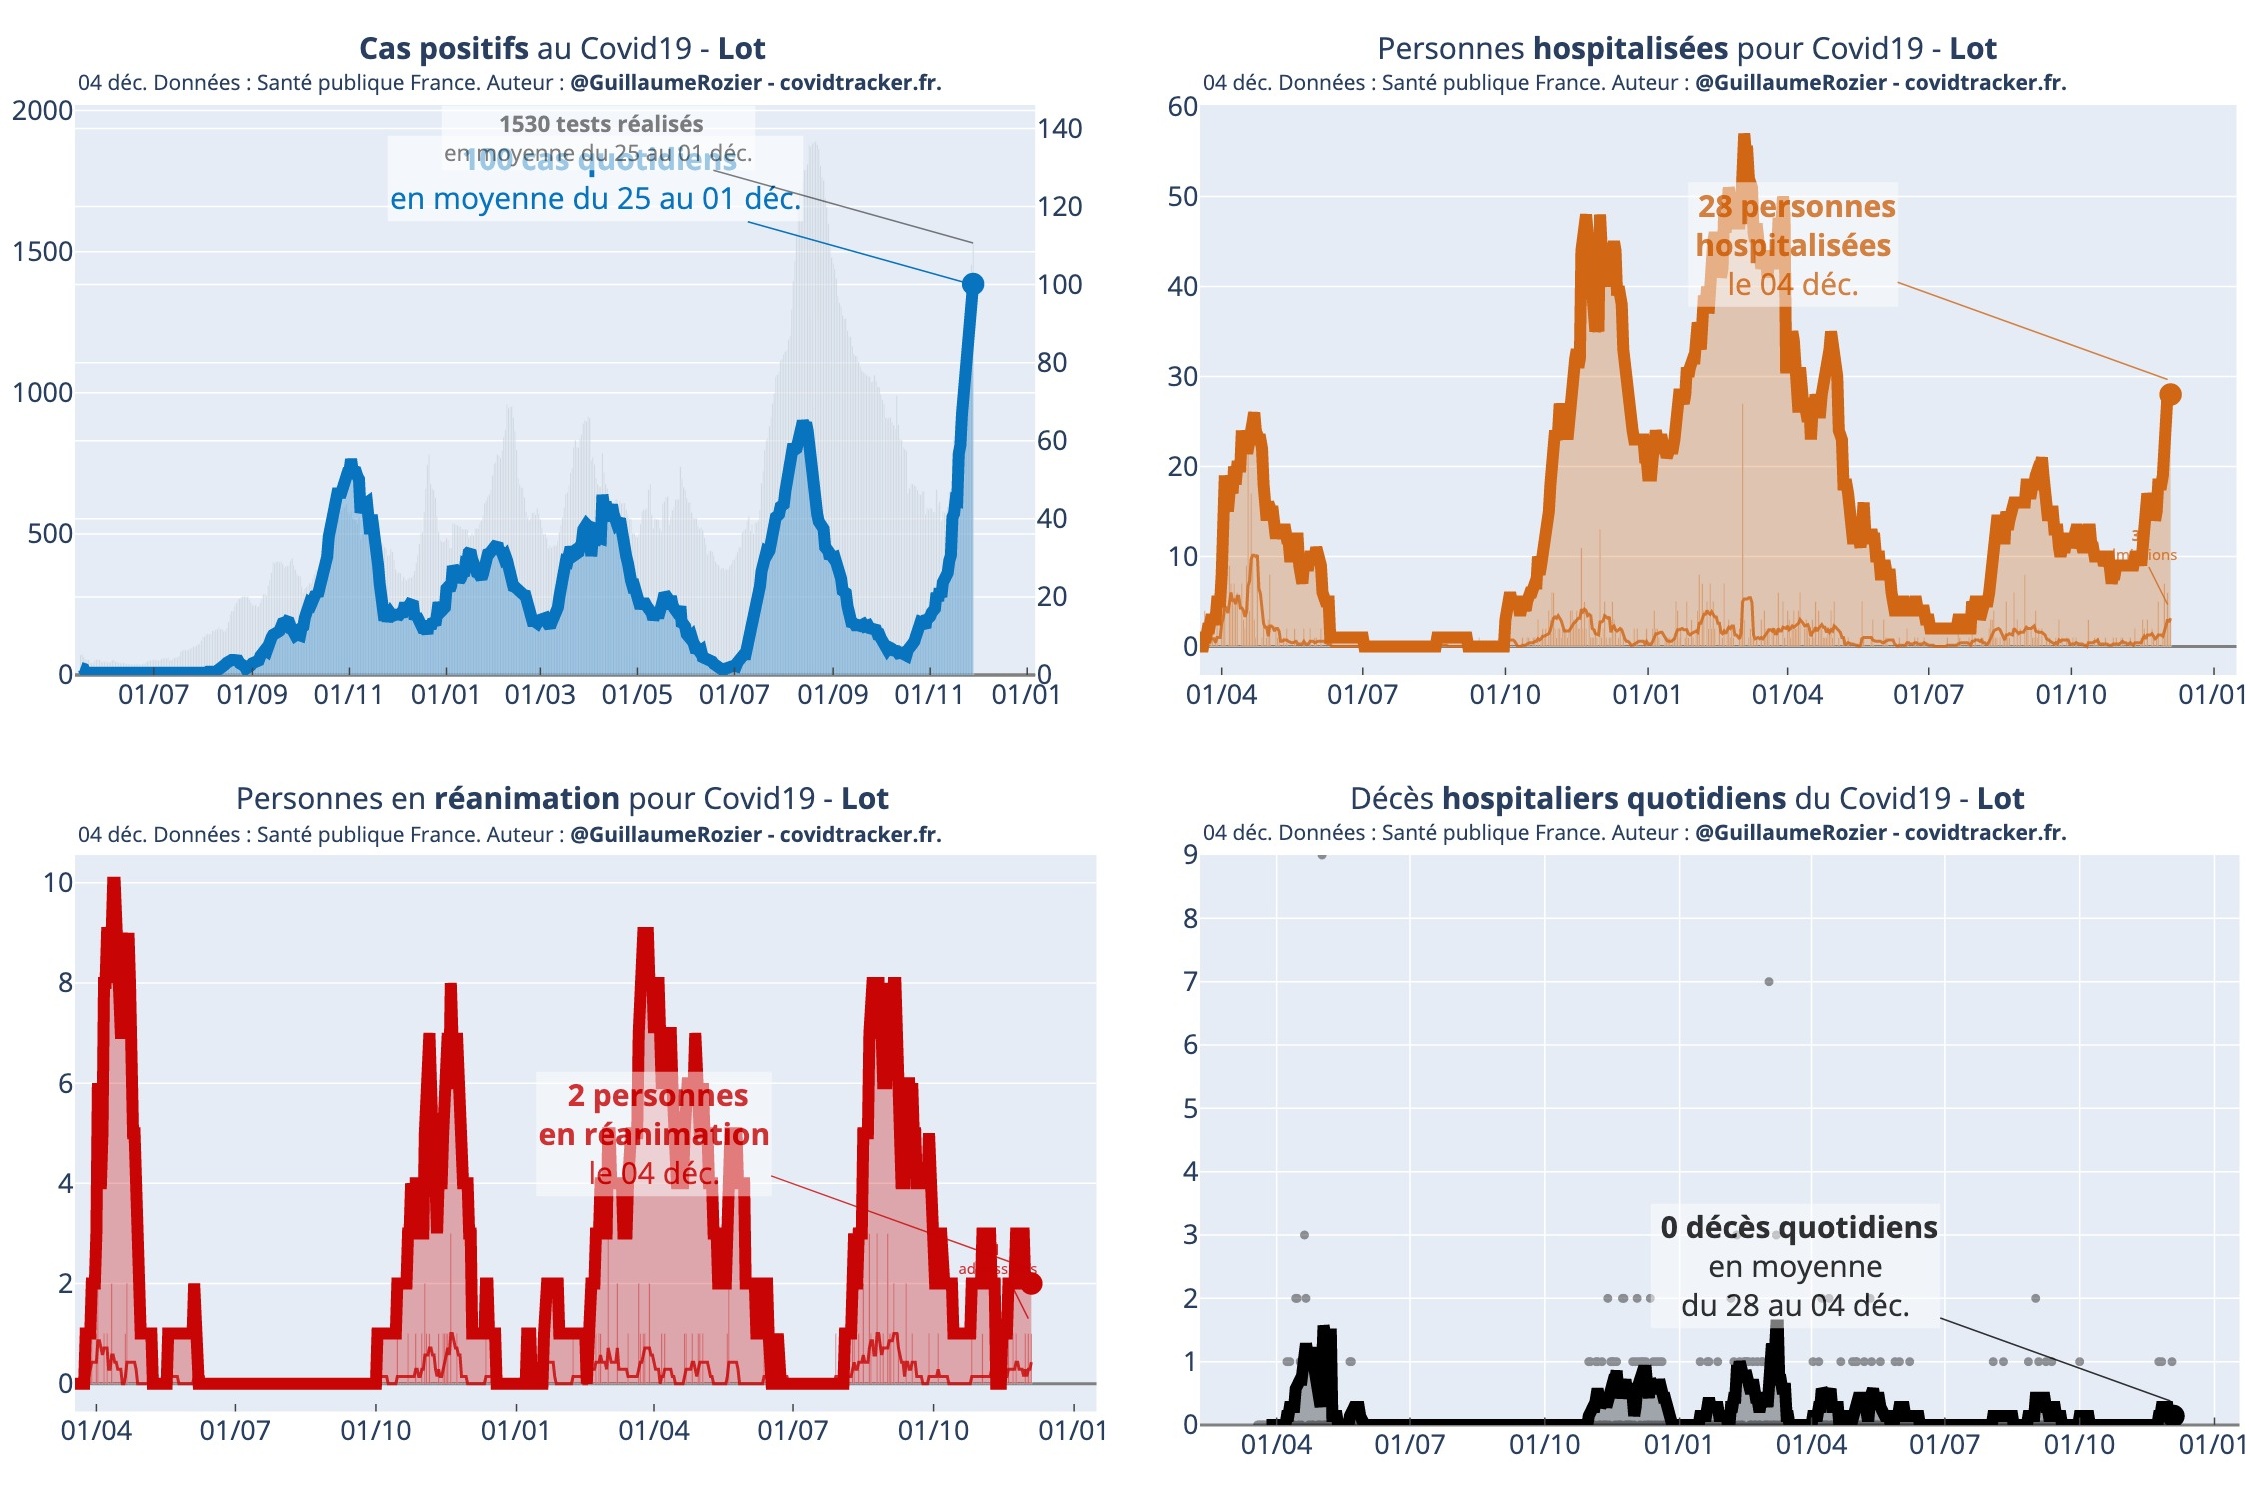 Cas positifs au Covid19 - Lot
04 déc. Données : Santé publique France. Auteur : @GuillaumeRozier - covidtracker.fr.
2000
1500
1000
500
0
140
120
100
80
60
40
20
0
1530 tests réalisés
en moyenne du 25 au 01 déc.
100 cas quotidiens
en moyenne du 25 au 01 déc.
01/07 01/09 01/11 01/01 01/03 01/05 01/07 01/09 01/11 01/01
Personnes hospitalisées pour Covid19 - Lot
04 déc. Données : Santé publique France. Auteur : @GuillaumeRozier - covidtracker.fr.
60
50
40
30
20
10
0
28 personnes
hospitalisées
le 04 déc.
3
01/04 01/07 01/10 01/01 01/04 01/07 01/10 01/01
Personnes en réanimation pour Covid19 - Lot
04 déc. Données : Santé publique France. Auteur : @GuillaumeRozier - covidtracker.fr.
10
8
6
4
2
0
2 personnes
en réanimation
le 04 déc.
01/04 01/07 01/10 01/01 01/04 01/07 01/10 01/01
Décès hospitaliers quotidiens du Covid19 - Lot
04 déc. Données : Santé publique France. Auteur : @GuillaumeRozier - covidtracker.fr.
9
8
7
6
5
4
3
2
1
0
0 décès quotidiens
en moyenne
du 28 au 04 déc.
01/04 01/07 01/10 01/01 01/04 01/07 01/10 01/01